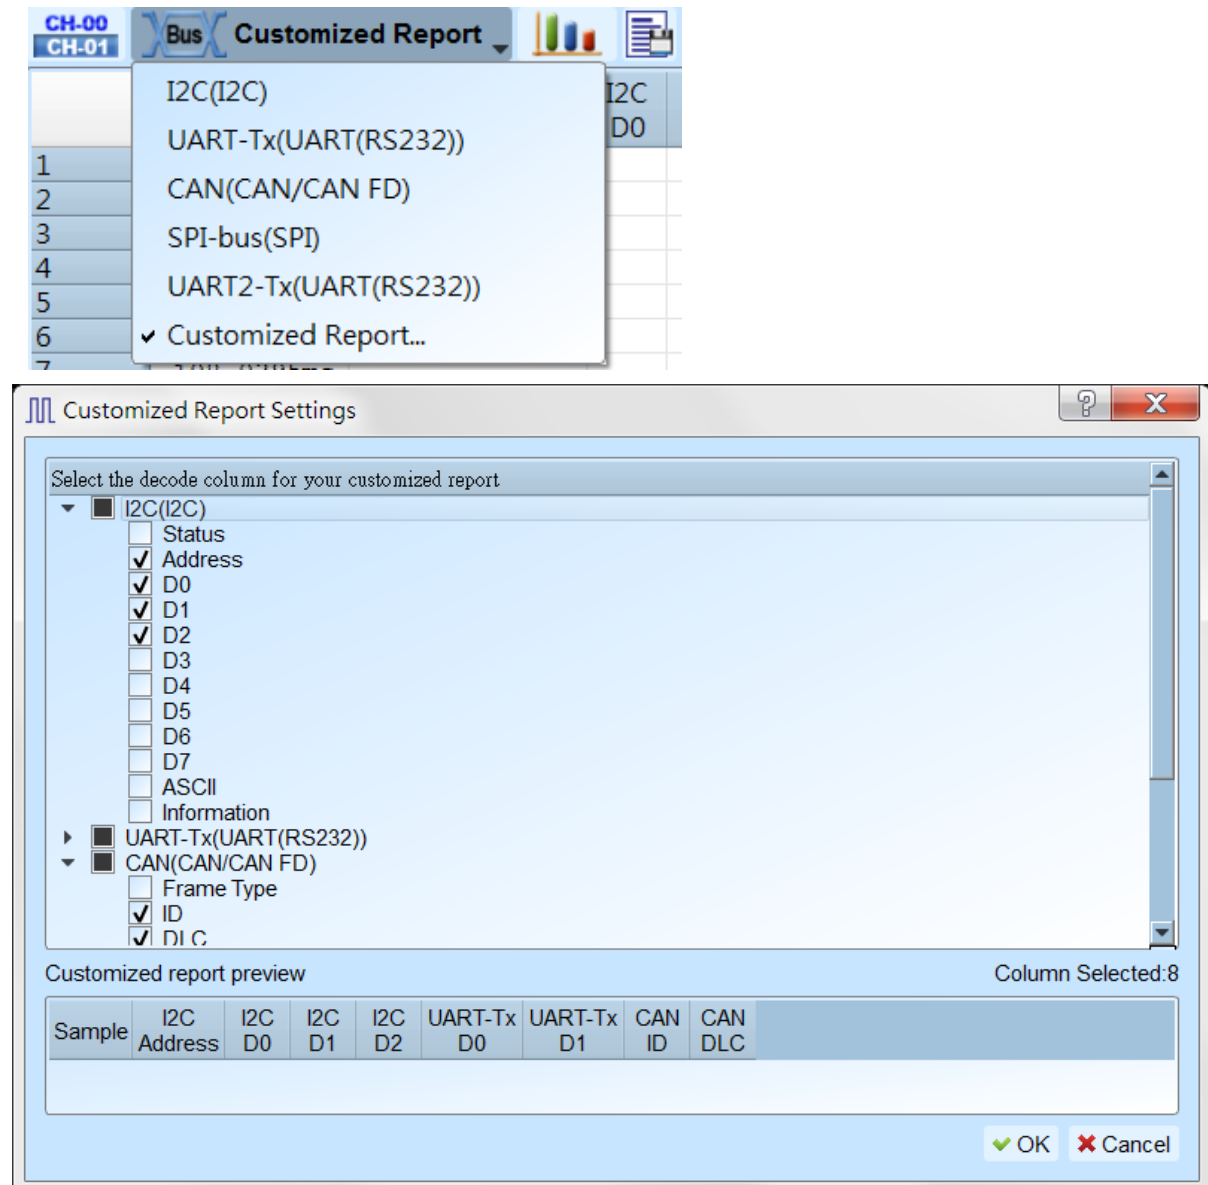 CH-00
CH-01
Bus Customized Report
I2C(I2C)
UART-Tx(UART(RS232))
CAN(CAN/CAN FD)
SPI-bus(SPI)
UART2-Tx(UART(RS232))
Customized Report...
I2C
D0
1
2
3
4
5
6
7
Customized Report Settings
?
X
Select the decode column for your customized report
I2C(I2C)
Status
Address
D0
D1
D2
D3
D4
D5
D6
D7
ASCII
Information
UART-Tx(UART(RS232))
CAN(CAN/CAN FD)
Frame Type
ID
DLC
Customized report preview
Column Selected:8
Sample I2C I2C I2C I2C UART-Tx UART-Tx CAN CAN
Address D0 D1 D2 D0 D1 ID DLC
OK Cancel